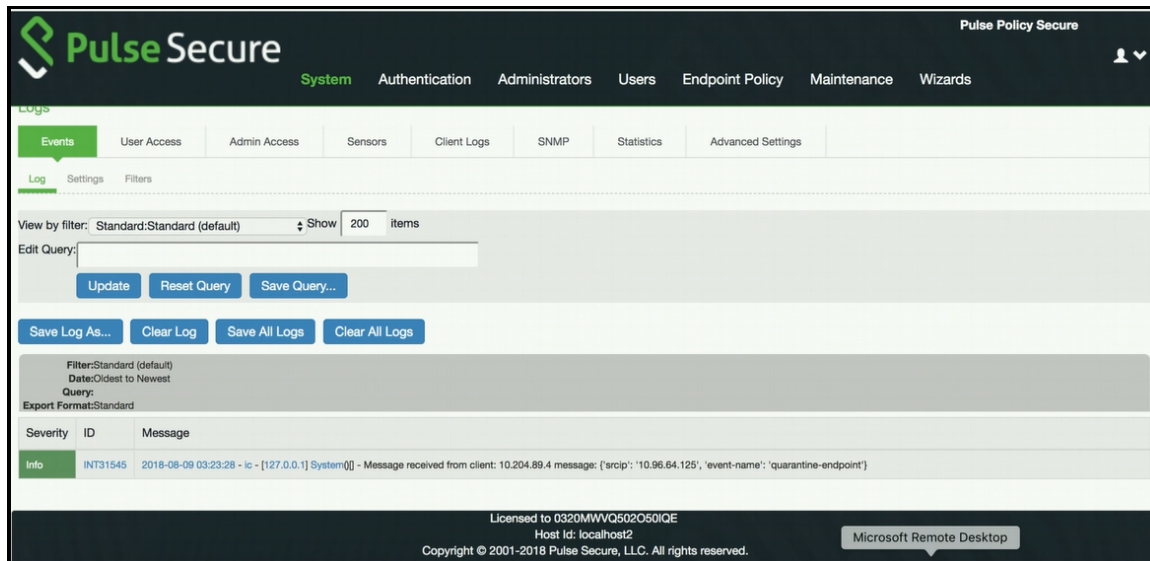 Pulse Policy Secure
Pulse Secure
System Authentication Administrators Users Endpoint Policy Maintenance Wizards
Logs
Events User Access Admin Access Sensors Client Logs SNMP Statistics Advanced Settings
Log Settings Filters
View by filter: Standard:Standard (default) Show 200 items
Edit Query:
Update Reset Query Save Query...
Save Log As... Clear Log Save All Logs Clear All Logs
Filter:Standard (default)
Date:Oldest to Newest
Query:
Export Format:Standard
Severity ID Message
Info INT31545 2018-08-09 03:23:28 - ic - [127.0.0.1] System()[] - Message received from client: 10.204.89.4 message: {'srcip': '10.96.64.125', 'event-name': 'quarantine-endpoint'}
Licensed to 0320MWVQ502O50IQE
Host Id: localhost2
Copyright © 2001-2018 Pulse Secure, LLC. All rights reserved.
Microsoft Remote Desktop